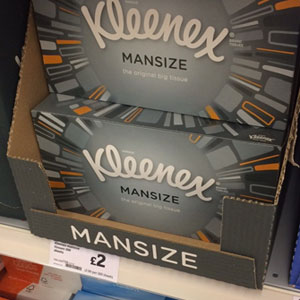 Kleenex
MANSIZE
the original big tissue
Kleenex
MANSIZE
the original big tissue
MANSIZE
£2